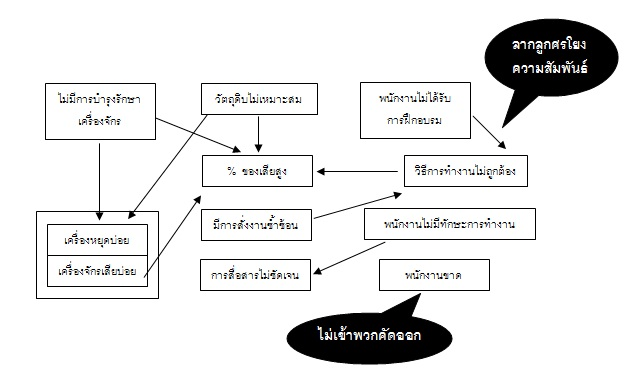 ลากลูกศรโยง
ความสัมพันธ์
ไม่มีการบำรุงรักษา
เครื่องจักร
วัตถุดิบไม่เหมาะสม
พนักงานไม่ได้รับ
การฝึกอบรม
% ของเสียสูง
วิธีการทำงานไม่ถูกต้อง
เครื่องหยุดบ่อย
เครื่องจักรเสียบ่อย
มีการสั่งงานซ้ำซ้อน
พนักงานไม่มีทักษะการทำงาน
การสื่อสารไม่ชัดเจน
พนักงานขาด
ไม่เข้าพวกคัดออก